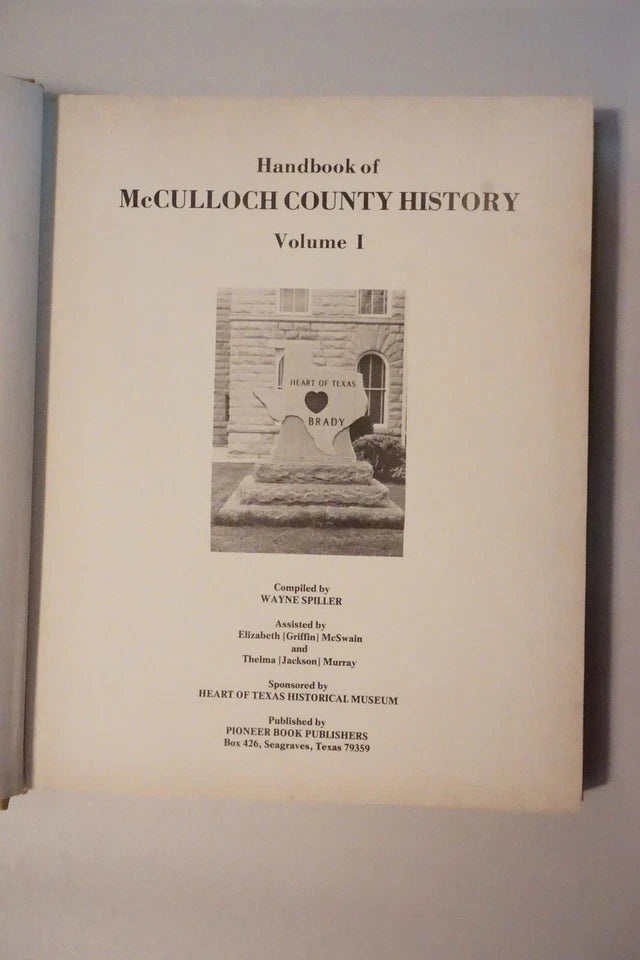 Handbook of
McCULLOCH COUNTY HISTORY
Volume I
HEART OF TEXAS
BRADY
Compiled by
WAYNE SPILLER
Assisted by
Elizabeth [Griffin] McSwain
and
Thelma [Jackson] Murray
Sponsored by
HEART OF TEXAS HISTORICAL MUSEUM
Published by
PIONEER BOOK PUBLISHERS
Box 426, Seagraves, Texas 79359